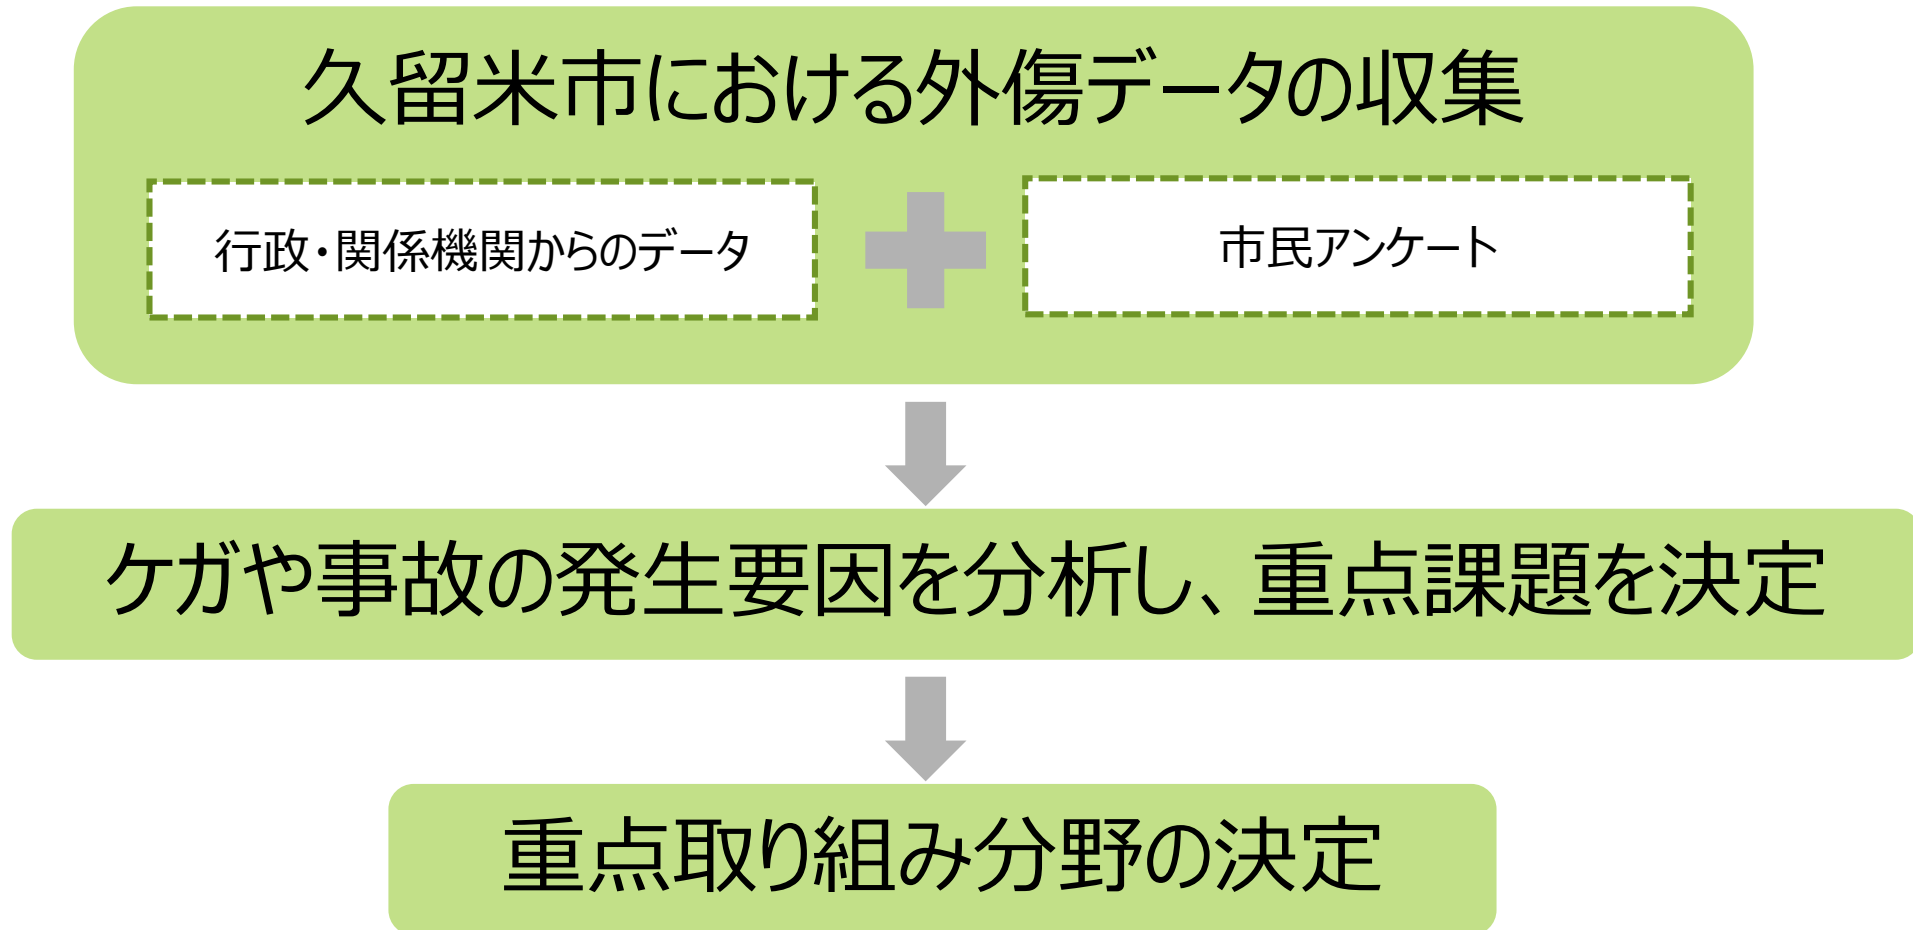 久留米市における外傷データの収集
行政・関係機関からのデータ
市民アンケート
ケガや事故の発生要因を分析し、重点課題を決定
重点取り組み分野の決定